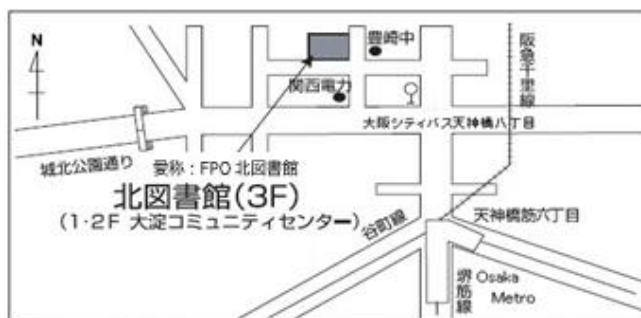 N
豊崎中
阪急千里線
関西電力
大阪シティバス天神橋八丁目
城北公園通り
愛称：FPO 北図書館
北図書館(3F)
(1・2F 大淀コミュニティセンター)
谷町線
天神橋筋六丁目
堺筋線
Osaka
Metro